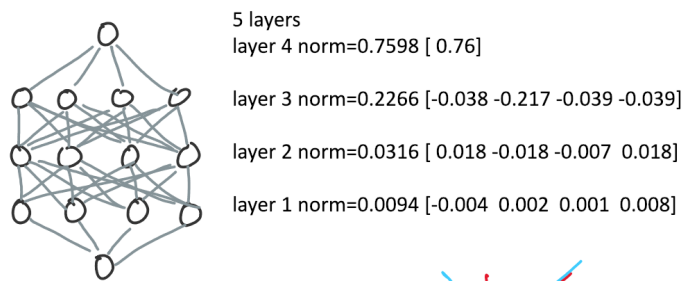 5 layers
layer 4 norm=0.7598 [ 0.76]
layer 3 norm=0.2266 [-0.038 -0.217 -0.039 -0.039]
layer 2 norm=0.0316 [ 0.018 -0.018 -0.007  0.018]
layer 1 norm=0.0094 [-0.004  0.002  0.001  0.008]